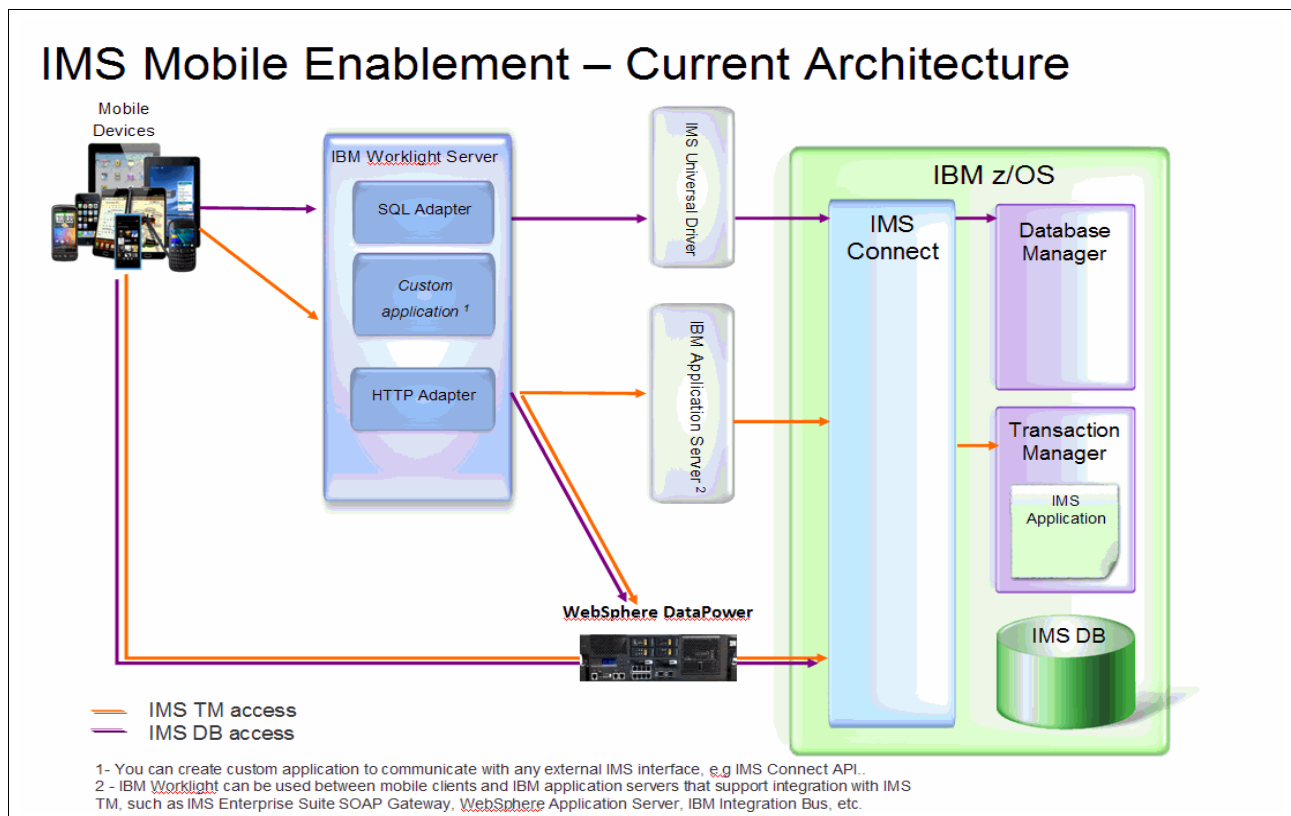 IMS Mobile Enablement – Current Architecture
Mobile
Devices
IBM Worklight Server
SQL Adapter
Custom
application 1
HTTP Adapter
IMS Universal Driver
IBM Application Server 2
IBM z/OS
IMS
Connect
Database
Manager
Transaction
Manager
IMS
Application
IMS DB
WebSphere DataPower
IMS TM access
IMS DB access
1- You can create custom application to communicate with any external IMS interface, e.g IMS Connect API..
2 - IBM Worklight can be used between mobile clients and IBM application servers that support integration with IMS
TM, such as IMS Enterprise Suite SOAP Gateway, WebSphere Application Server, IBM Integration Bus, etc.